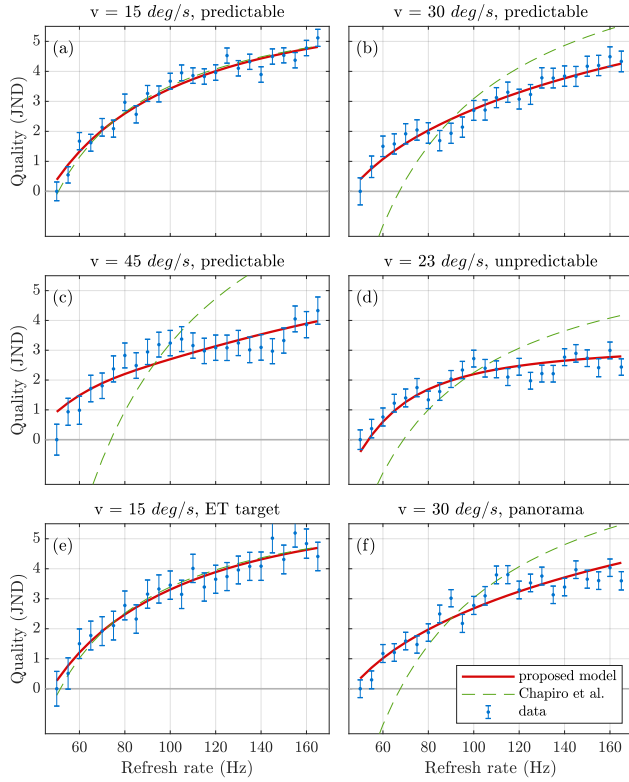 v = 15 deg/s, predictable
v = 30 deg/s, predictable
(a)
(b)
Quality (JND)
5
4
3
2
1
0
v = 45 deg/s, predictable
v = 23 deg/s, unpredictable
(c)
(d)
Quality (JND)
5
4
3
2
1
0
v = 15 deg/s, ET target
v = 30 deg/s, panorama
(e)
(f)
Quality (JND)
5
4
3
2
1
0
proposed model
Chapiro et al.
data
60 80 100 120 140 160
60 80 100 120 140 160
Refresh rate (Hz)
Refresh rate (Hz)